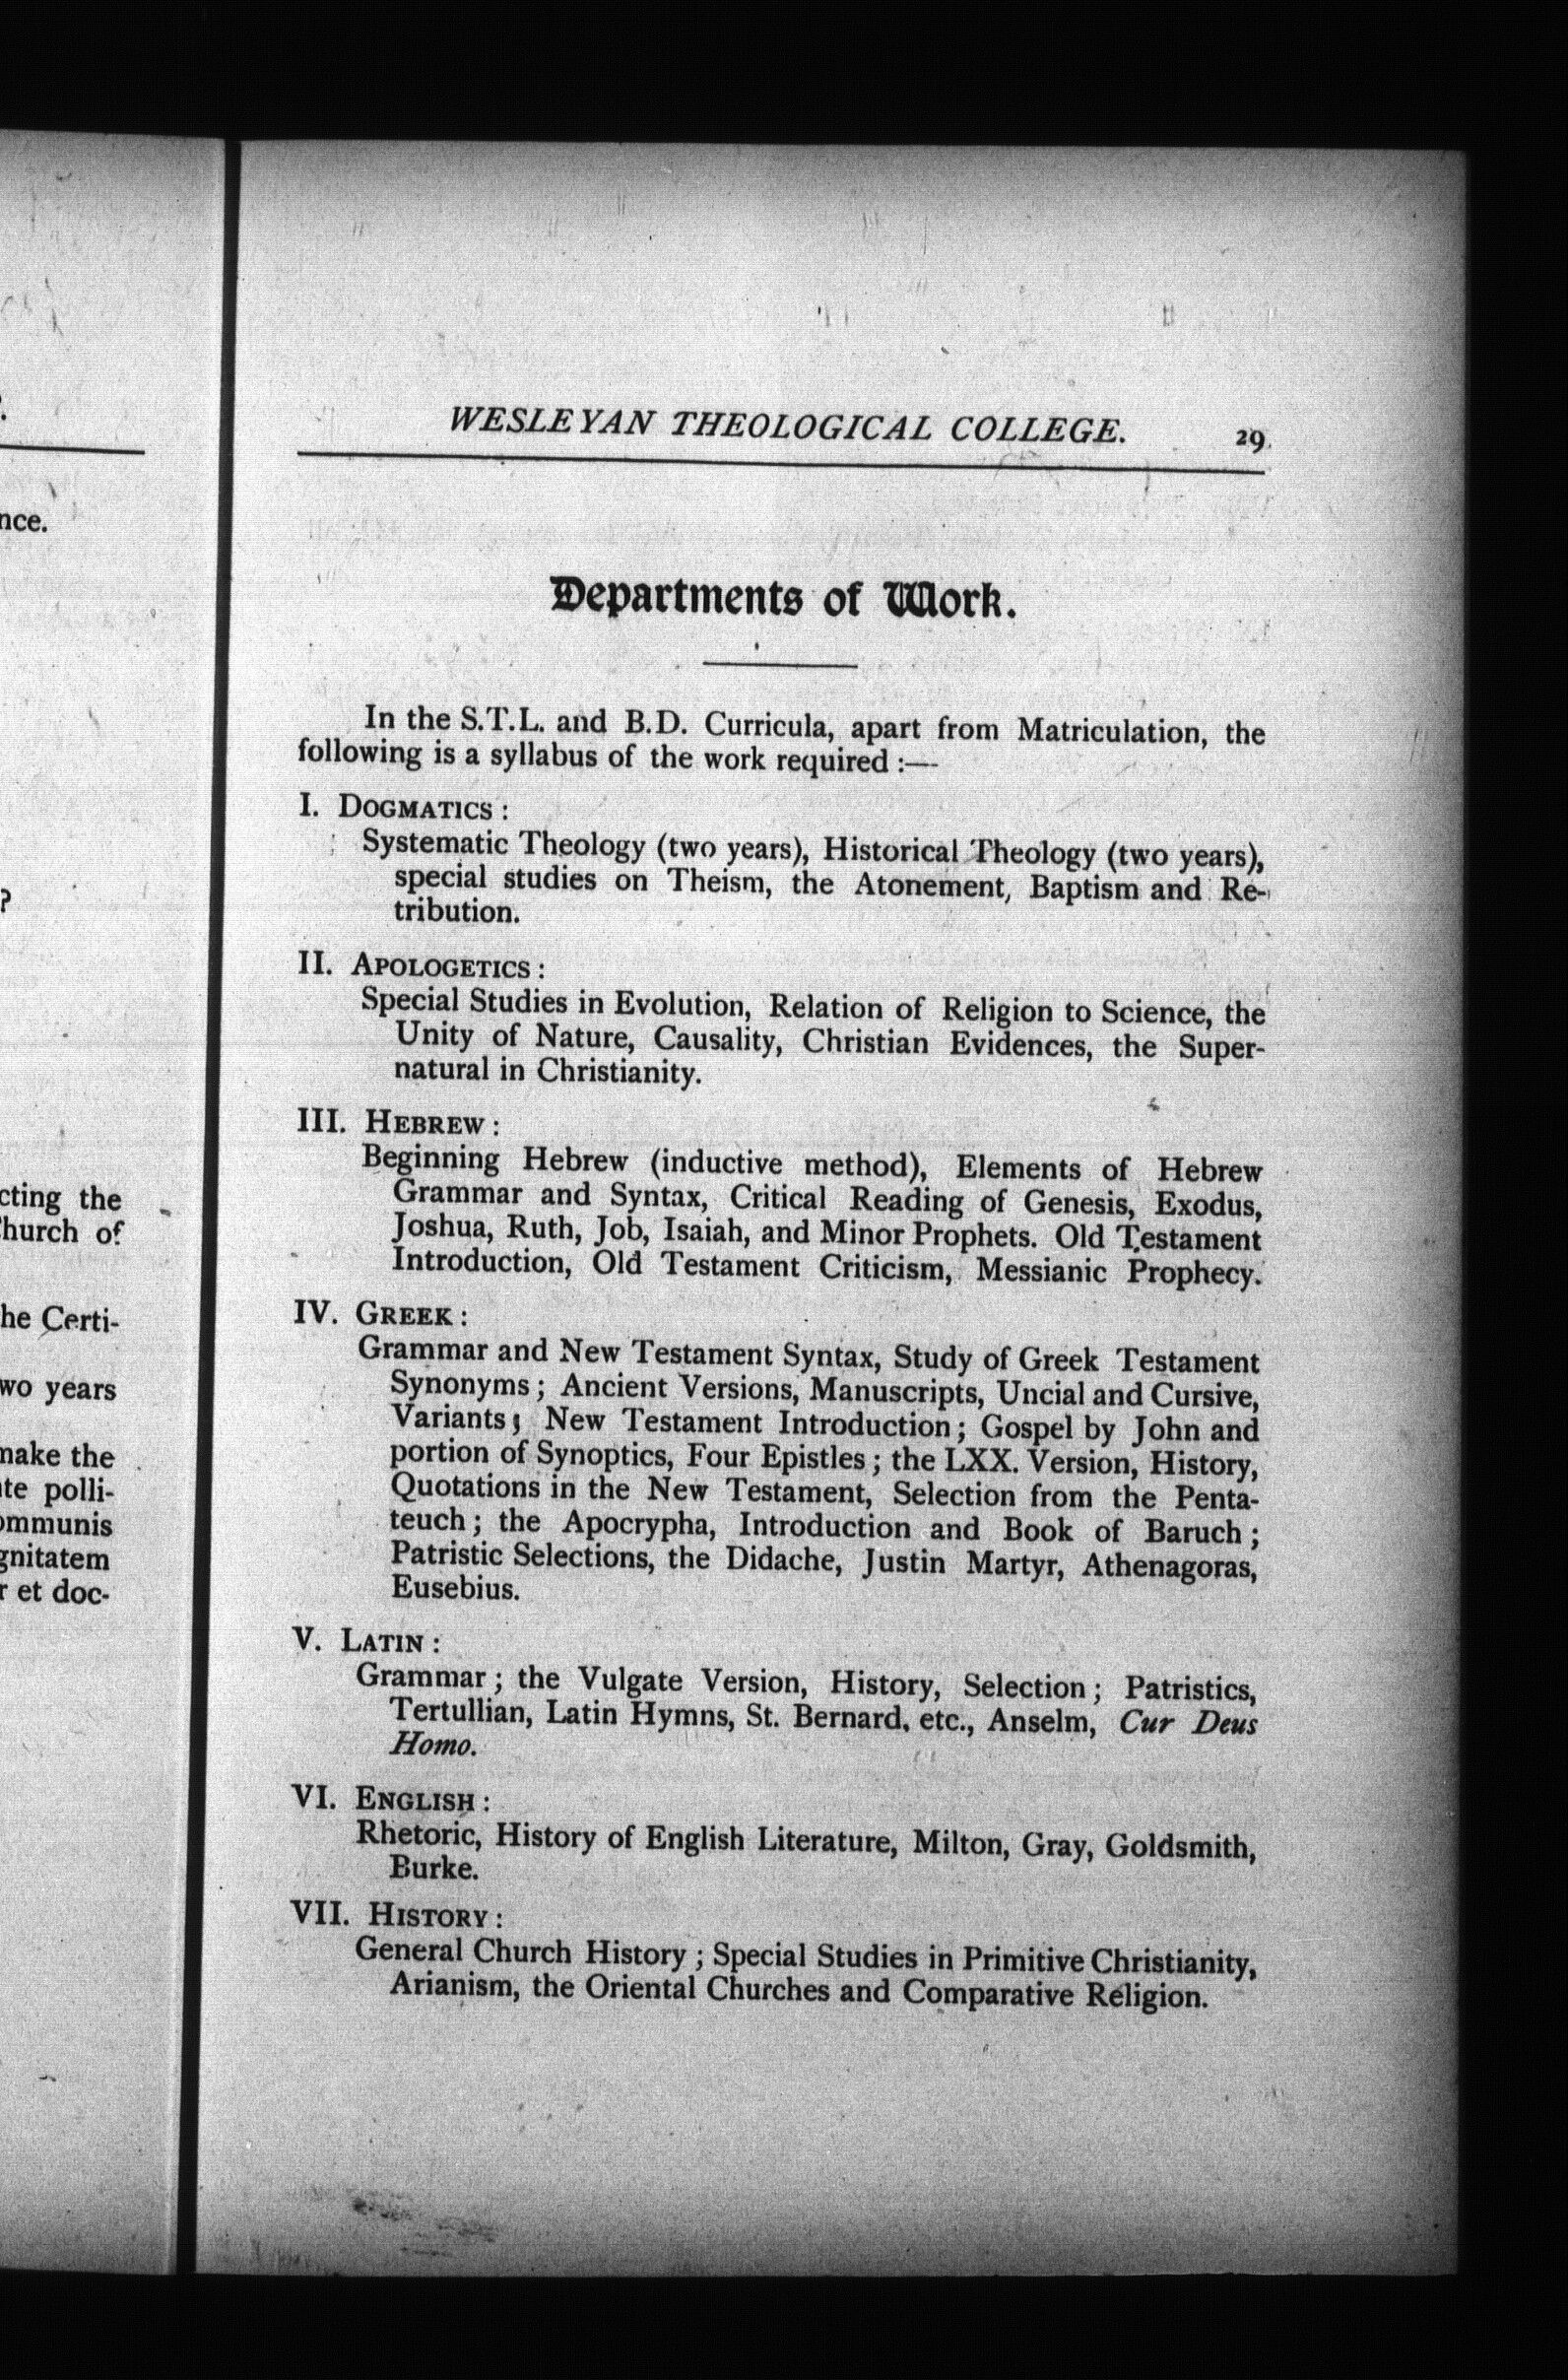 nce.
?
cting the
hurch of
he Certi-
wo years
make the
te polli-
ommunis
gnitatem
r et doc-
WESLEYAN THEOLOGICAL COLLEGE. 29
Departments of Work.
In the S.T.L. and B.D. Curricula, apart from Matriculation, the
following is a syllabus of the work required :—
I. DOGMATICS :
Systematic Theology (two years), Historical Theology (two years),
special studies on Theism, the Atonement, Baptism and Re-
tribution.
II. APOLOGETICS :
Special Studies in Evolution, Relation of Religion to Science, the
Unity of Nature, Causality, Christian Evidences, the Super-
natural in Christianity.
III. HEBREW :
Beginning Hebrew (inductive method), Elements of Hebrew
Grammar and Syntax, Critical Reading of Genesis, Exodus,
Joshua, Ruth, Job, Isaiah, and Minor Prophets. Old Testament
Introduction, Old Testament Criticism, Messianic Prophecy.
IV. GREEK :
Grammar and New Testament Syntax, Study of Greek Testament
Synonyms ; Ancient Versions, Manuscripts, Uncial and Cursive,
Variants ; New Testament Introduction ; Gospel by John and
portion of Synoptics, Four Epistles ; the LXX. Version, History,
Quotations in the New Testament, Selection from the Penta-
teuch ; the Apocrypha, Introduction and Book of Baruch ;
Patristic Selections, the Didache, Justin Martyr, Athenagoras,
Eusebius.
V. LATIN :
Grammar ; the Vulgate Version, History, Selection ; Patristics,
Tertullian, Latin Hymns, St. Bernard, etc., Anselm, Cur Deus
Homo.
VI. ENGLISH :
Rhetoric, History of English Literature, Milton, Gray, Goldsmith,
Burke.
VII. HISTORY :
General Church History ; Special Studies in Primitive Christianity,
Arianism, the Oriental Churches and Comparative Religion.